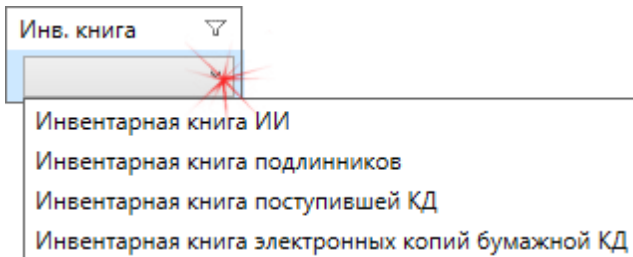 Инв. книга
Инвентарная книга ИИ
Инвентарная книга подлинников
Инвентарная книга поступившей КД
Инвентарная книга электронных копий бумажной КД